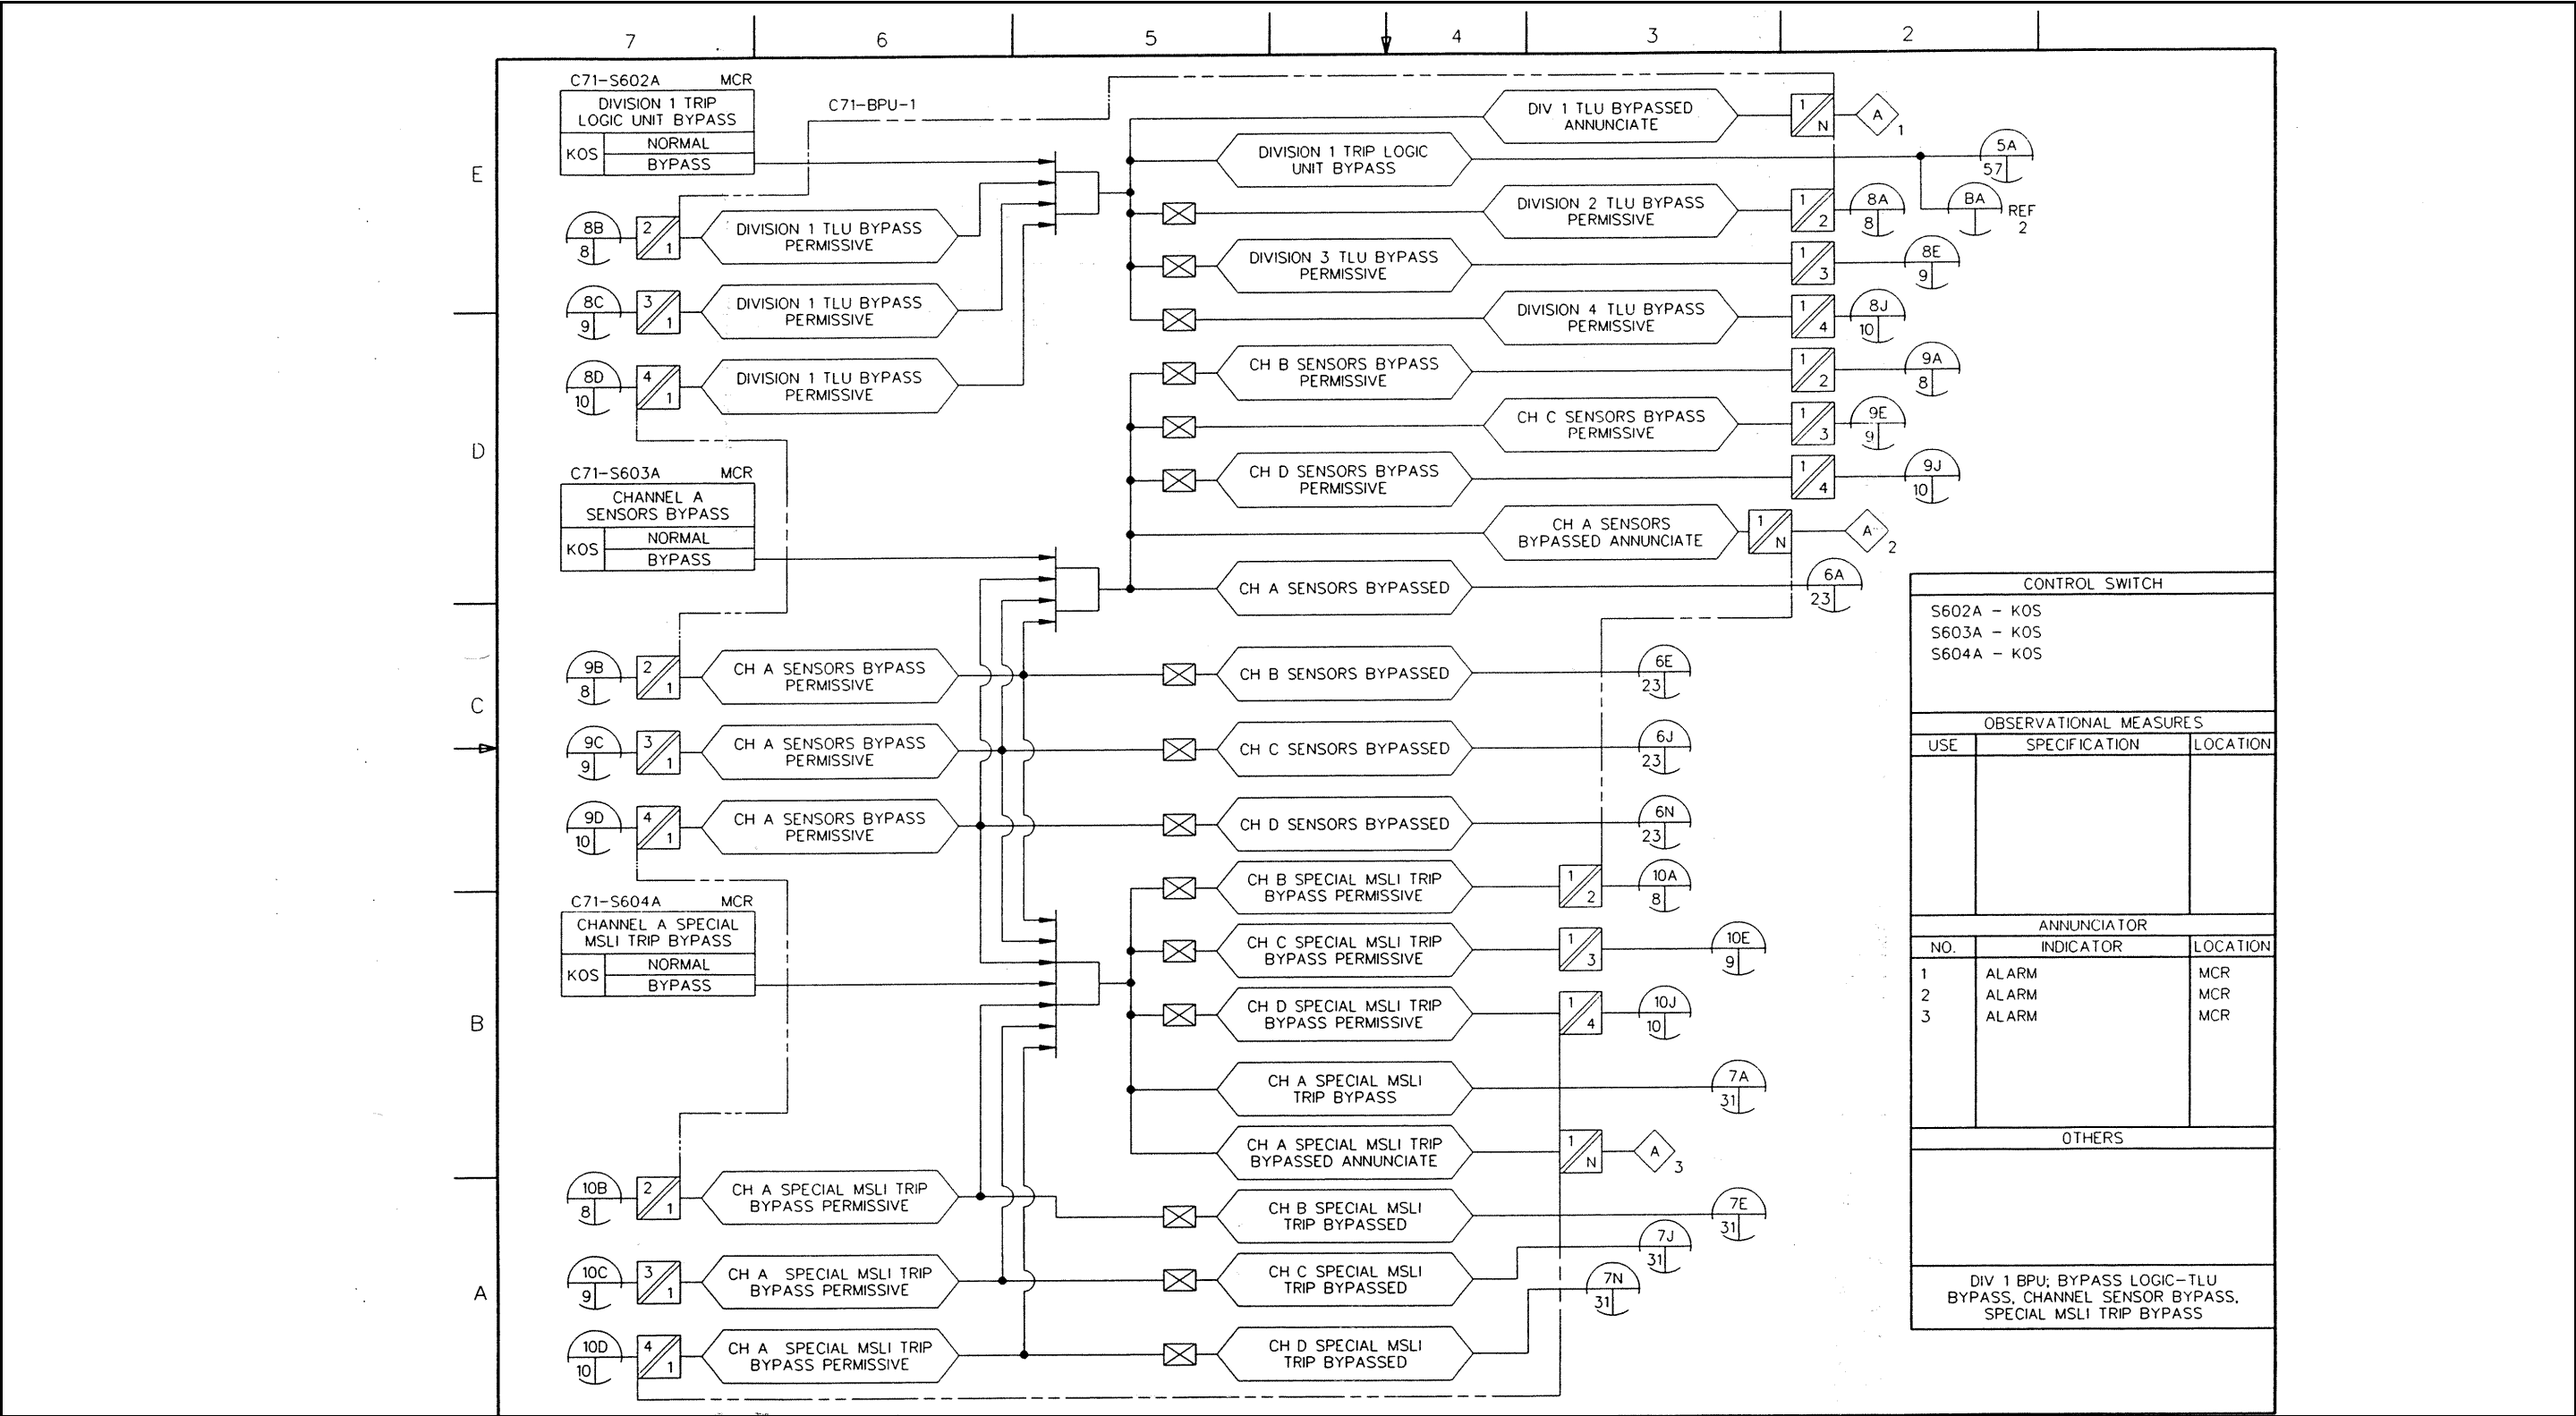 7 6 5 4 3 2
E
D
C
B
A
C71-S602A MCR
DIVISION 1 TRIP
LOGIC UNIT BYPASS
KOS NORMAL
BYPASS
C71-BPU-1
8B
8
2
1
DIVISION 1 TLU BYPASS
PERMISSIVE
8C
9
3
1
DIVISION 1 TLU BYPASS
PERMISSIVE
8D
10
4
1
DIVISION 1 TLU BYPASS
PERMISSIVE
DIV 1 TLU BYPASSED
ANNUNCIATE
1
N
A
1
DIVISION 1 TRIP LOGIC
UNIT BYPASS
5A
57
8A
REF
2
DIVISION 2 TLU BYPASS
PERMISSIVE
1
2
8A
8
DIVISION 3 TLU BYPASS
PERMISSIVE
1
3
8E
9
DIVISION 4 TLU BYPASS
PERMISSIVE
1
4
8J
10
CH B SENSORS BYPASS
PERMISSIVE
1
2
9A
8
CH C SENSORS BYPASS
PERMISSIVE
1
3
9E
9
CH D SENSORS BYPASS
PERMISSIVE
1
4
9J
10
C71-S603A MCR
CHANNEL A
SENSORS BYPASS
KOS NORMAL
BYPASS
CH A SENSORS
BYPASSED ANNUNCIATE
1
N
A
2
CH A SENSORS BYPASSED
6A
23
9B
8
2
1
CH A SENSORS BYPASS
PERMISSIVE
CH B SENSORS BYPASSED
6E
23
9C
9
3
1
CH A SENSORS BYPASS
PERMISSIVE
CH C SENSORS BYPASSED
6J
23
9D
10
4
1
CH A SENSORS BYPASS
PERMISSIVE
CH D SENSORS BYPASSED
6N
23
C71-S604A MCR
CHANNEL A SPECIAL
MSLI TRIP BYPASS
KOS NORMAL
BYPASS
CH B SPECIAL MSLI TRIP
BYPASS PERMISSIVE
1
2
10A
8
CH C SPECIAL MSLI TRIP
BYPASS PERMISSIVE
1
3
10E
9
CH D SPECIAL MSLI TRIP
BYPASS PERMISSIVE
1
4
10J
10
CH A SPECIAL MSLI
TRIP BYPASS
7A
31
CH A SPECIAL MSLI TRIP
BYPASSED ANNUNCIATE
1
N
A
3
10B
8
2
1
CH A SPECIAL MSLI TRIP
BYPASS PERMISSIVE
CH B SPECIAL MSLI
TRIP BYPASSED
7E
31
10C
9
3
1
CH A SPECIAL MSLI TRIP
BYPASS PERMISSIVE
CH C SPECIAL MSLI
TRIP BYPASSED
7J
31
10D
10
4
1
CH A SPECIAL MSLI TRIP
BYPASS PERMISSIVE
CH D SPECIAL MSLI
TRIP BYPASSED
7N
31
CONTROL SWITCH
S602A - KOS
S603A - KOS
S604A - KOS
OBSERVATIONAL MEASURES
USE SPECIFICATION LOCATION
ANNUNCIATOR
NO. INDICATOR LOCATION
1 ALARM MCR
2 ALARM MCR
3 ALARM MCR
OTHERS
DIV 1 BPU; BYPASS LOGIC-TLU
BYPASS, CHANNEL SENSOR BYPASS,
SPECIAL MSLI TRIP BYPASS